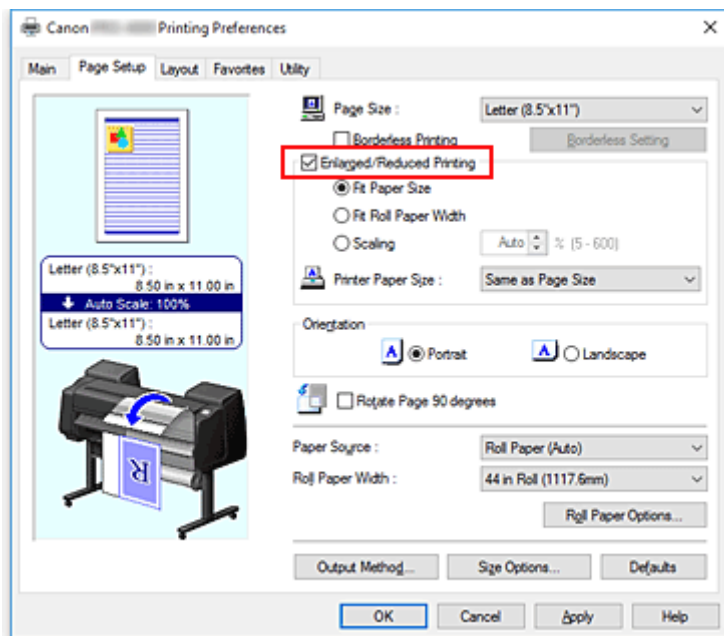 Canon Printing Preferences
Main Page Setup Layout Favorites Utility
Page Size : Letter (8.5"x11")
Borderless Printing Borderless Setting
Enlarged/Reduced Printing
Fit Paper Size
Fit Roll Paper Width
Scaling Auto % (5 - 600)
Printer Paper Size : Same as Page Size
Letter (8.5"x11") :
8.50 in x 11.00 in
Auto Scale: 100%
Letter (8.5"x11") :
8.50 in x 11.00 in
Orientation
A Portrait A Landscape
Rotate Page 90 degrees
R
Paper Source : Roll Paper (Auto)
Roll Paper Width : 44 in Roll (1117.6mm)
Roll Paper Options...
Output Method... Size Options... Defaults
OK Cancel Apply Help